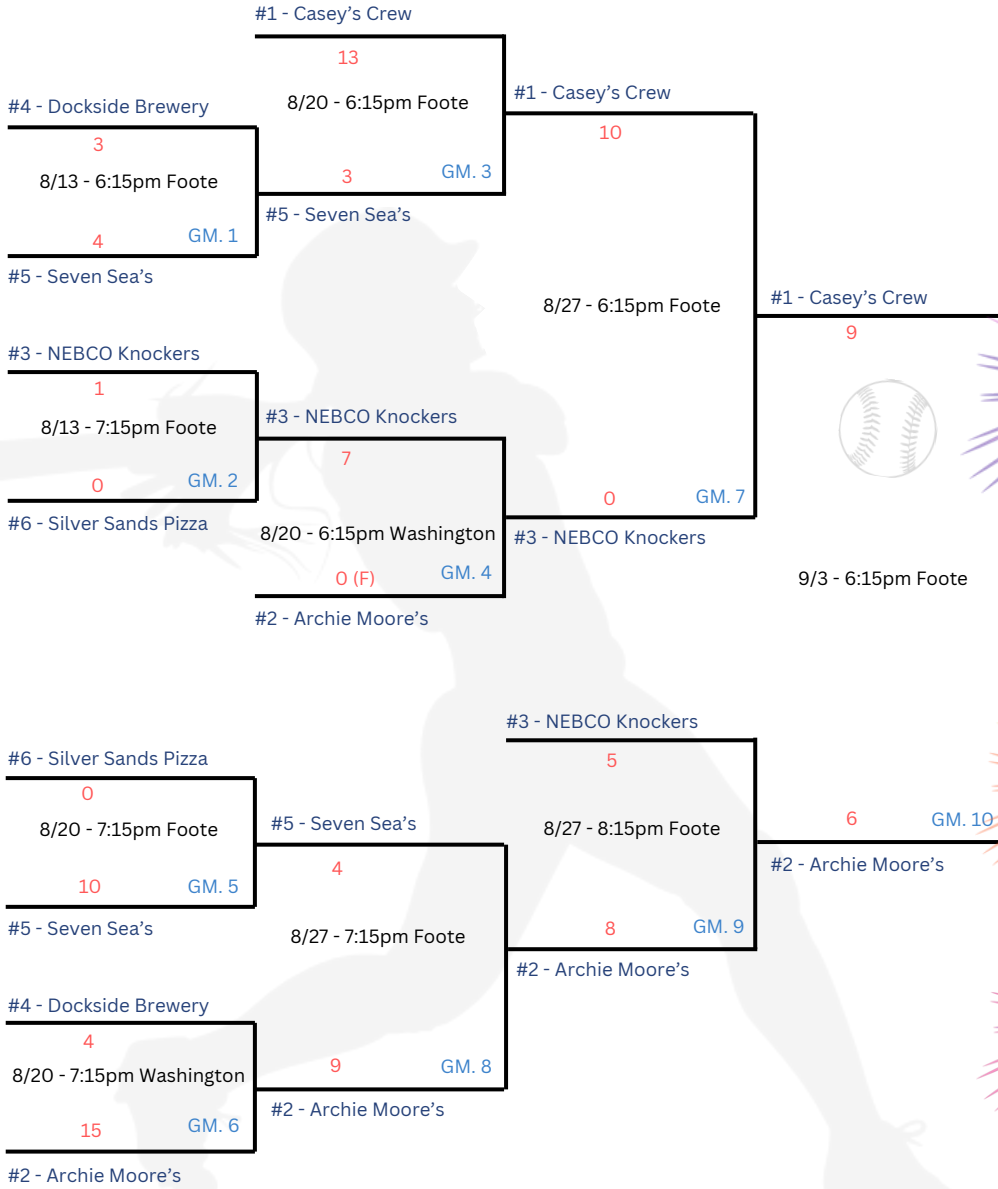 #1 - Casey’s Crew
13
8/20 - 6:15pm Foote
3
GM. 3
#4 - Dockside Brewery
3
8/13 - 6:15pm Foote
4
GM. 1
#5 - Seven Sea’s
#5 - Seven Sea’s
#1 - Casey’s Crew
10
8/27 - 6:15pm Foote
0
GM. 7
#3 - NEBCO Knockers
1
8/13 - 7:15pm Foote
0
GM. 2
#6 - Silver Sands Pizza
#3 - NEBCO Knockers
7
8/20 - 6:15pm Washington
0 (F)
GM. 4
#2 - Archie Moore’s
#3 - NEBCO Knockers
#1 - Casey’s Crew
9
9/3 - 6:15pm Foote
6
GM. 10
#2 - Archie Moore’s
#3 - NEBCO Knockers
5
8/27 - 8:15pm Foote
8
GM. 9
#2 - Archie Moore’s
#6 - Silver Sands Pizza
0
8/20 - 7:15pm Foote
10
GM. 5
#5 - Seven Sea’s
#5 - Seven Sea’s
4
8/27 - 7:15pm Foote
9
GM. 8
#2 - Archie Moore’s
#4 - Dockside Brewery
4
8/20 - 7:15pm Washington
15
GM. 6
#2 - Archie Moore’s